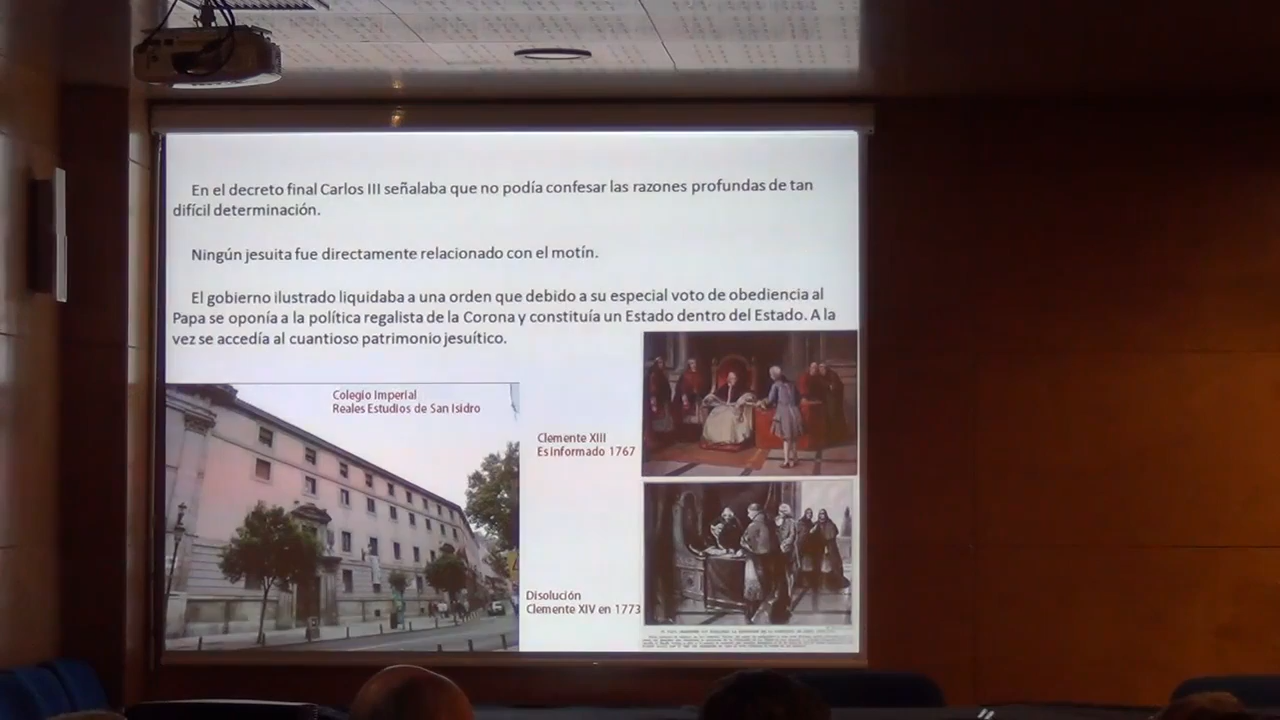 En el decreto final Carlos III señalaba que no podía confesar las razones profundas de tan
difícil determinación.
Ningún jesuita fue directamente relacionado con el motín.
El gobierno ilustrado liquidaba a una orden que debido a su especial voto de obediencia al
Papa se oponía a la política regalista de la Corona y constituía un Estado dentro del Estado. A la
vez se accedía al cuantioso patrimonio jesuítico.
Colegio Imperial
Reales Estudios de San Isidro
Clemente XIII
Es informado 1767
Disolución
Clemente XIV en 1773